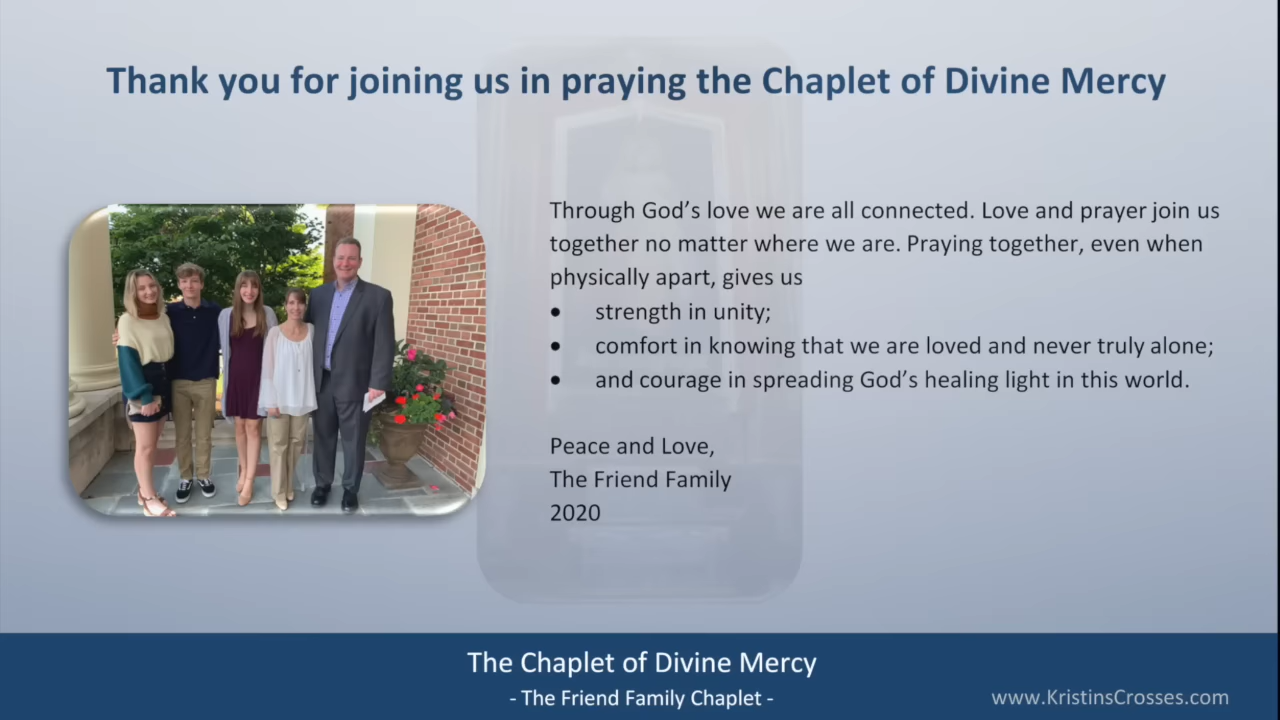 Thank you for joining us in praying the Chaplet of Divine Mercy
Through God’s love we are all connected. Love and prayer join us
together no matter where we are. Praying together, even when
physically apart, gives us
• strength in unity;
• comfort in knowing that we are loved and never truly alone;
• and courage in spreading God’s healing light in this world.
Peace and Love,
The Friend Family
2020
The Chaplet of Divine Mercy
- The Friend Family Chaplet -
www.KristinsCrosses.com